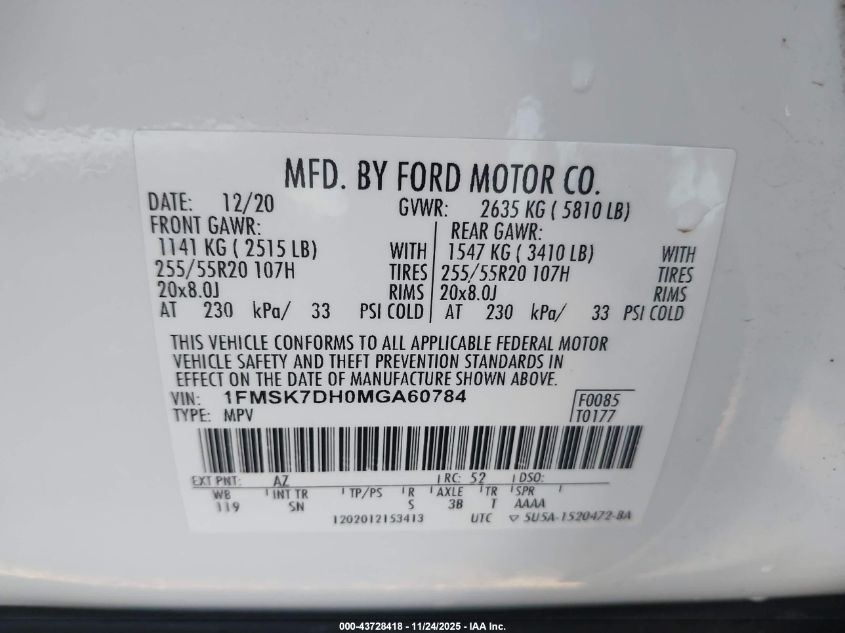 MFD. BY FORD MOTOR CO.
DATE: 12/20 GVWR: 2635 KG ( 5810 LB)
FRONT GAWR: REAR GAWR:
1141 KG ( 2515 LB) WITH 1547 KG ( 3410 LB) WITH
255/55R20 107H TIRES 255/55R20 107H TIRES
20x8.0J RIMS 20x8.0J RIMS
AT 230 kPa/ 33 PSI COLD AT 230 kPa/ 33 PSI COLD
THIS VEHICLE CONFORMS TO ALL APPLICABLE FEDERAL MOTOR
VEHICLE SAFETY AND THEFT PREVENTION STANDARDS IN
EFFECT ON THE DATE OF MANUFACTURE SHOWN ABOVE.
VIN: 1FMSK7DH0MGA60784 F0085
TYPE: MPV T0177
EXT PNT: AZ RC: 52 DSO:
WB INT TR TP/PS R AXLE TR SPR
119 SN S 3B T AAAA
1202012153413 UTC ▽ 5U5A-1520472-BA
000-43728418 - 11/24/2025 - IAA Inc.